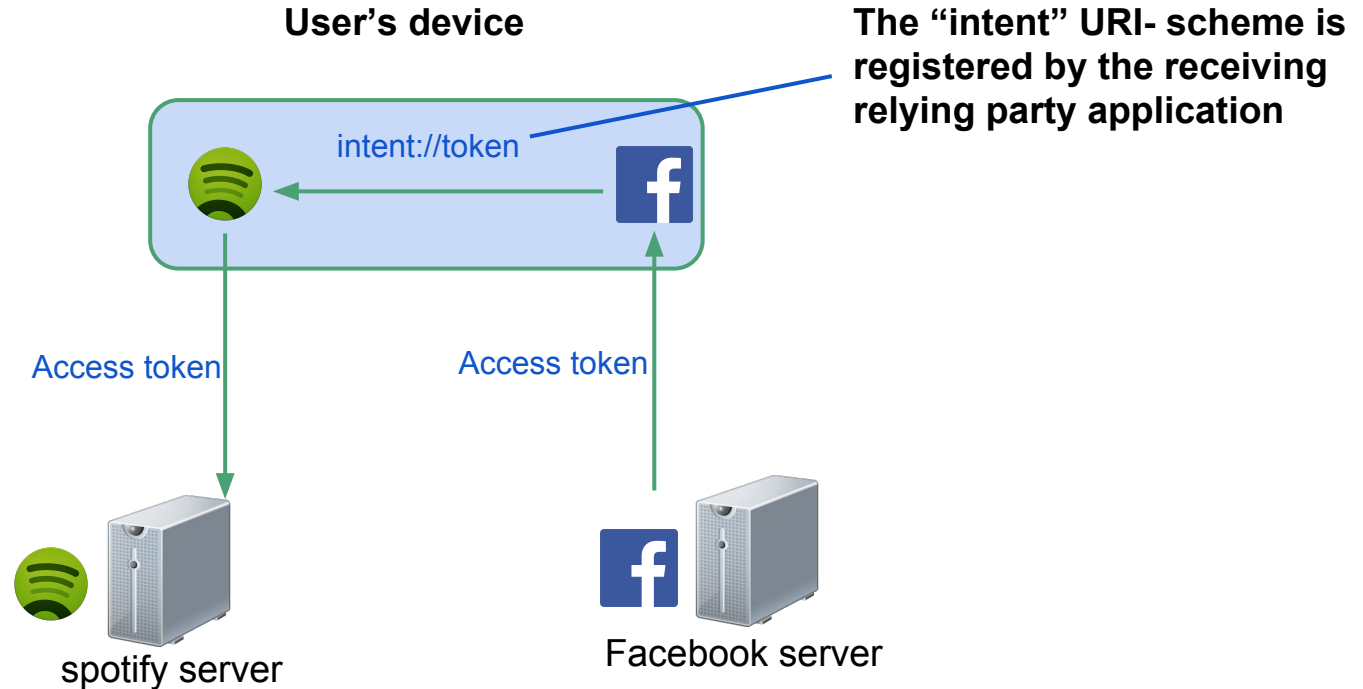 User's device
The “intent” URI- scheme is
registered by the receiving
relying party application
intent://token
Access token
Access token
spotify server
Facebook server